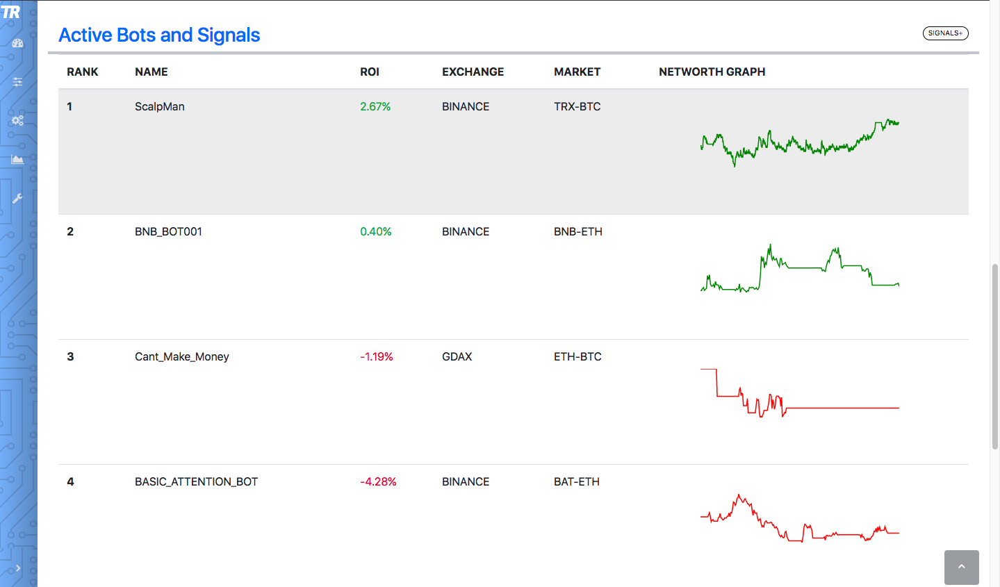 TR
Active Bots and Signals
SIGNALS+
RANK NAME ROI EXCHANGE MARKET NETWORTH GRAPH
1 ScalpMan 2.67% BINANCE TRX-BTC
2 BNB_BOT001 0.40% BINANCE BNB-ETH
3 Cant_Make_Money -1.19% GDAX ETH-BTC
4 BASIC_ATTENTION_BOT -4.28% BINANCE BAT-ETH